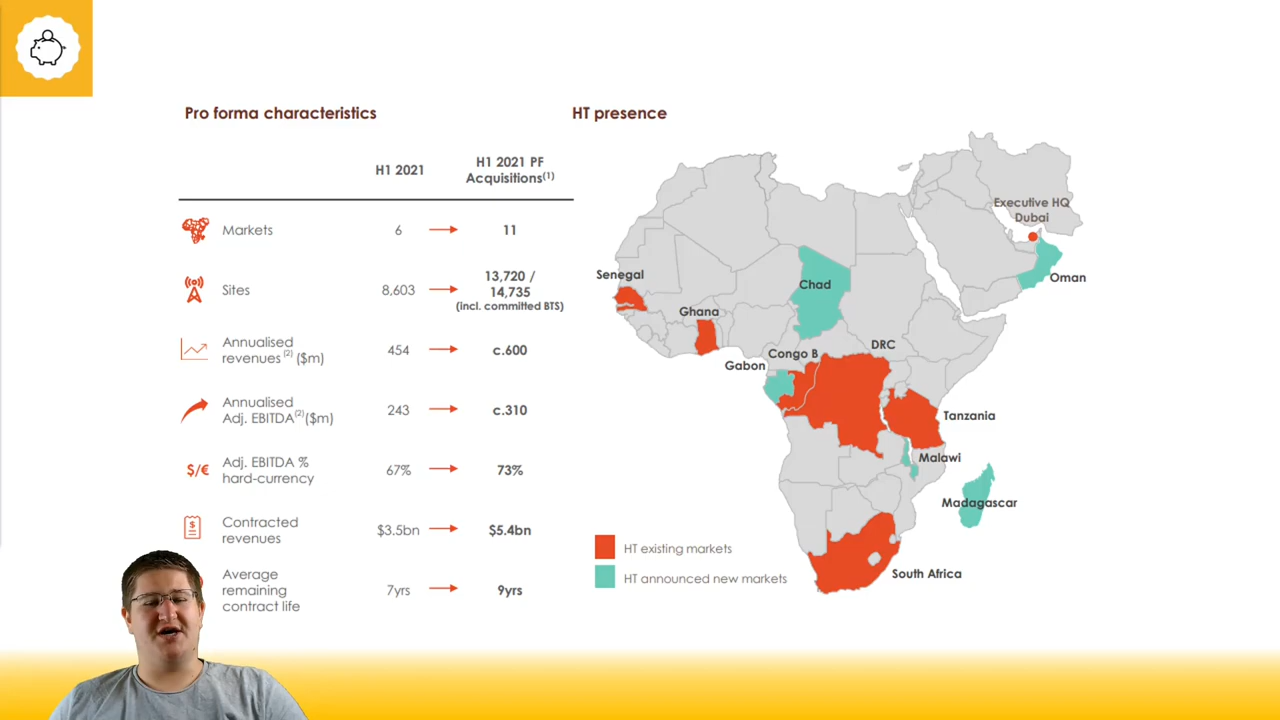 Pro forma characteristics
HT presence
H1 2021
H1 2021 PF
Acquisitions(1)
Markets
6
11
Sites
8,603
13,720 /
14,735
(incl. committed BTS)
Annualised
revenues (2) ($m)
454
c.600
Annualised
Adj. EBITDA(2)($m)
243
c.310
$/€
Adj. EBITDA %
hard-currency
67%
73%
$
Contracted
revenues
$3.5bn
$5.4bn
Average
remaining
contract life
7yrs
9yrs
Executive HQ
Dubai
Oman
Senegal
Chad
Ghana
Congo B
DRC
Gabon
Tanzania
Malawi
Madagascar
South Africa
HT existing markets
HT announced new markets